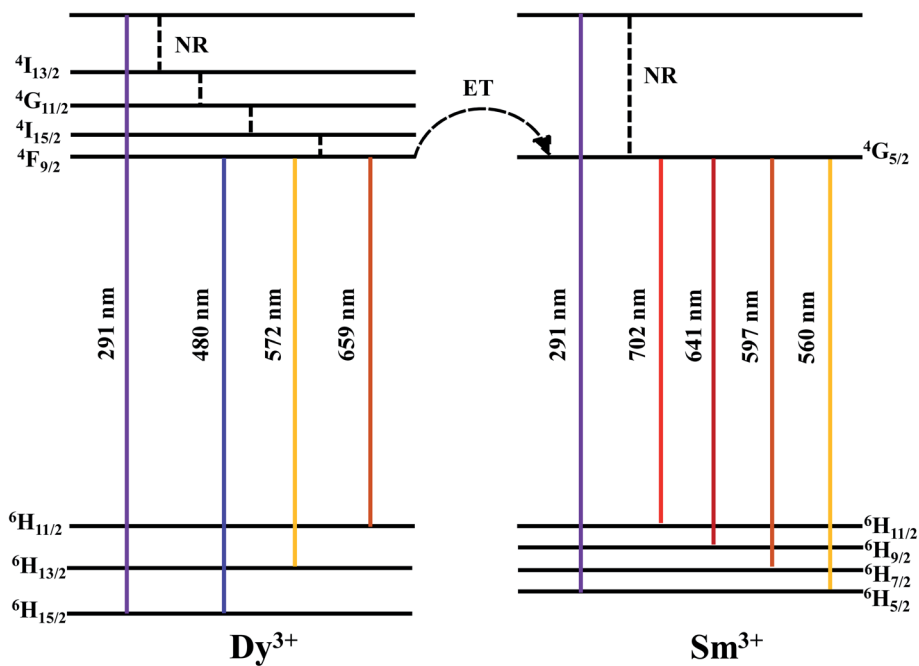 NR
⁴I₁₃/₂
⁴G₁₁/₂
⁴I₁₅/₂
⁴F₉/₂
ET
NR
⁴G₅/₂
291 nm
480 nm
572 nm
659 nm
291 nm
702 nm
641 nm
597 nm
560 nm
⁶H₁₁/₂
⁶H₁₃/₂
⁶H₁₅/₂
⁶H₁₁/₂
⁶H₉/₂
⁶H₇/₂
⁶H₅/₂
Dy³⁺
Sm³⁺